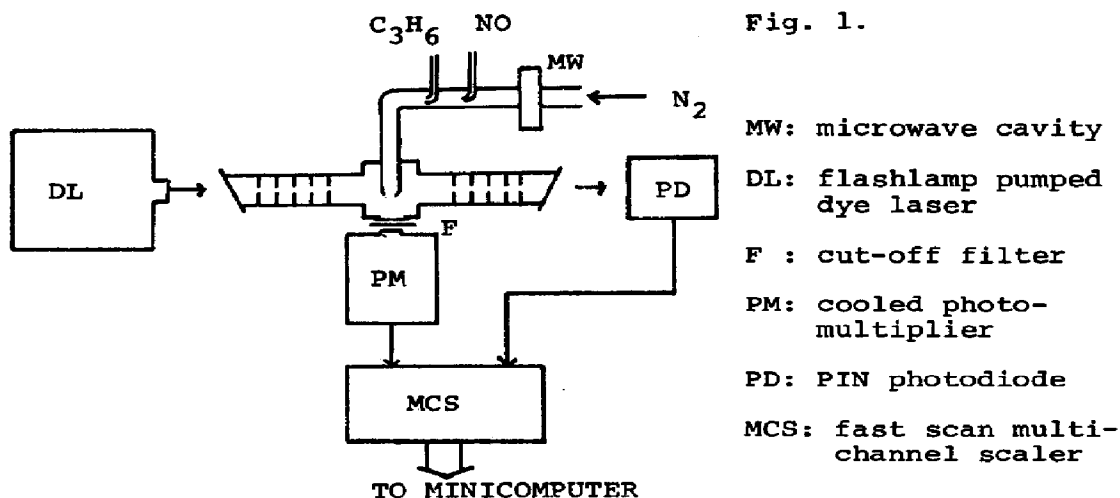 Fig. 1.
C3H6 NO
MW
N2
DL
PD
F
PM
MCS
TO MINICOMPUTER
MW: microwave cavity
DL: flashlamp pumped
dye laser
F : cut-off filter
PM: cooled photo-
multiplier
PD: PIN photodiode
MCS: fast scan multi-
channel scaler